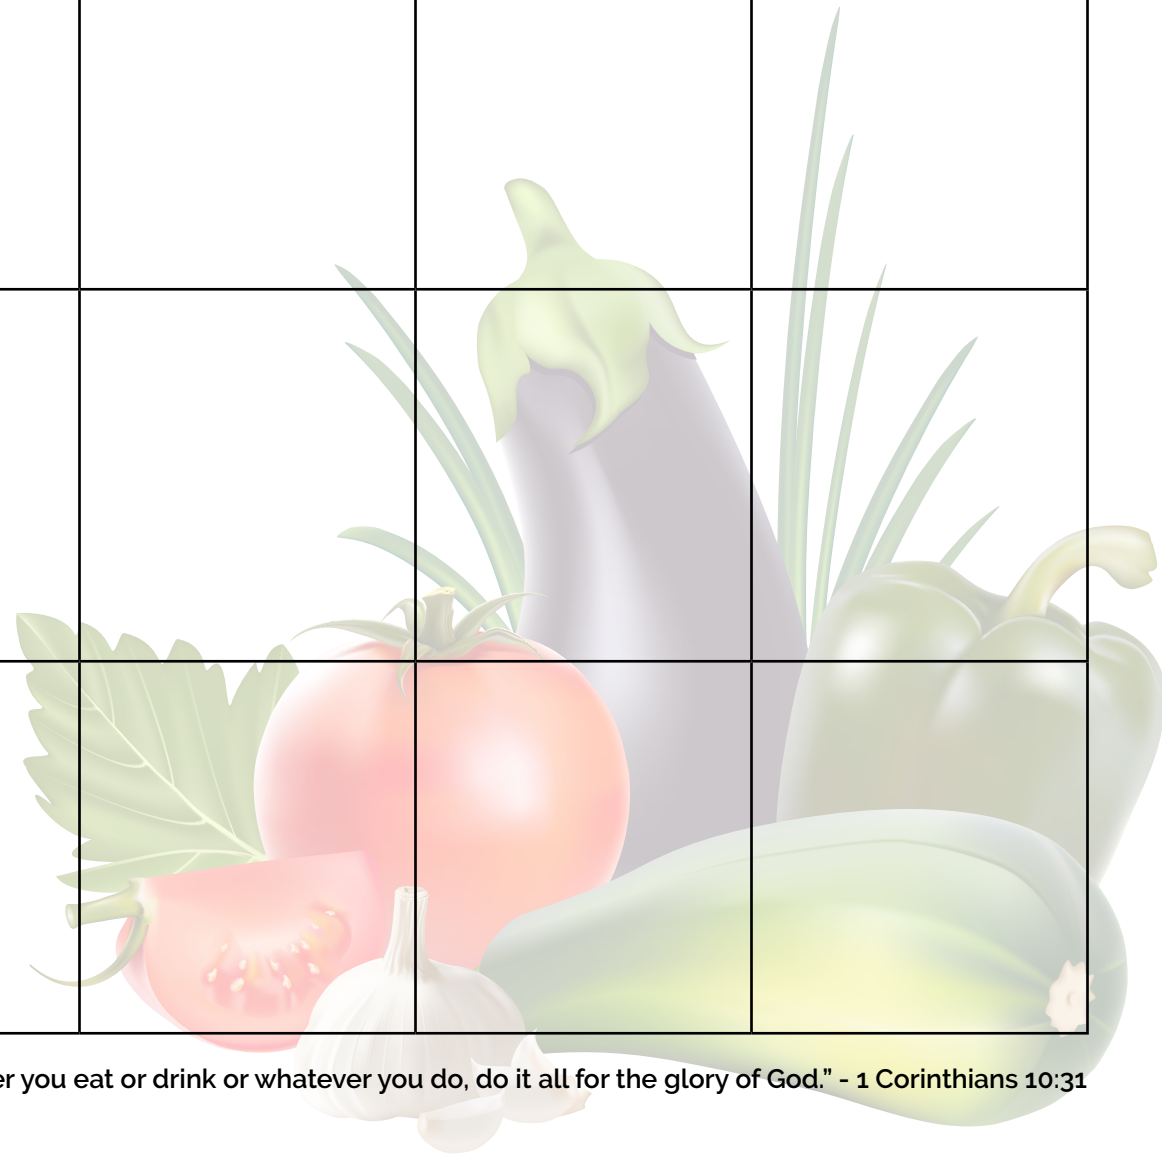 er you eat or drink or whatever you do, do it all for the glory of God.” - 1 Corinthians 10:31